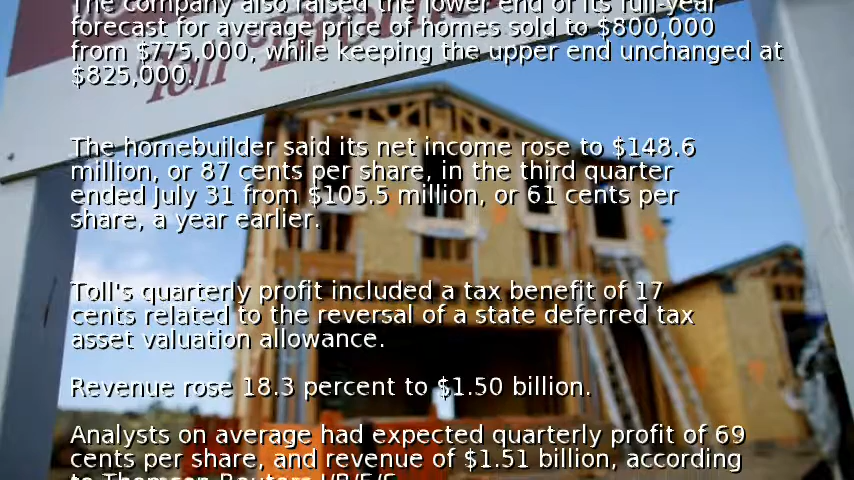 The company also raised the lower end of its full-year
forecast for average price of homes sold to $800,000
from $775,000, while keeping the upper end unchanged at
$825,000.
Toll
The homebuilder said its net income rose to $148.6
million, or 87 cents per share, in the third quarter
ended July 31 from $105.5 million, or 61 cents per
share, a year earlier.
Toll's quarterly profit included a tax benefit of 17
cents related to the reversal of a state deferred tax
asset valuation allowance.
Revenue rose 18.3 percent to $1.50 billion.
Analysts on average had expected quarterly profit of 69
cents per share, and revenue of $1.51 billion, according
to Thomson Reuters I/B/E/S.